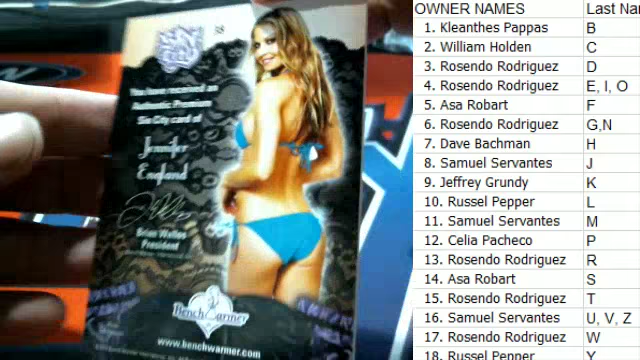 38
You have received an
Authentic Premium
Sin City card of
Jennifer
England
Brian Wallos
President
BenchWarmer
www.benchwarmer.com
OWNER NAMES Last Na
1. Kleanthes Pappas B
2. William Holden C
3. Rosendo Rodriguez D
4. Rosendo Rodriguez E, I, O
5. Asa Robart F
6. Rosendo Rodriguez G,N
7. Dave Bachman H
8. Samuel Servantes J
9. Jeffrey Grundy K
10. Russel Pepper L
11. Samuel Servantes M
12. Celia Pacheco P
13. Rosendo Rodriguez R
14. Asa Robart S
15. Rosendo Rodriguez T
16. Samuel Servantes U, V, Z
17. Rosendo Rodriguez W
18. Russel Pepper Y